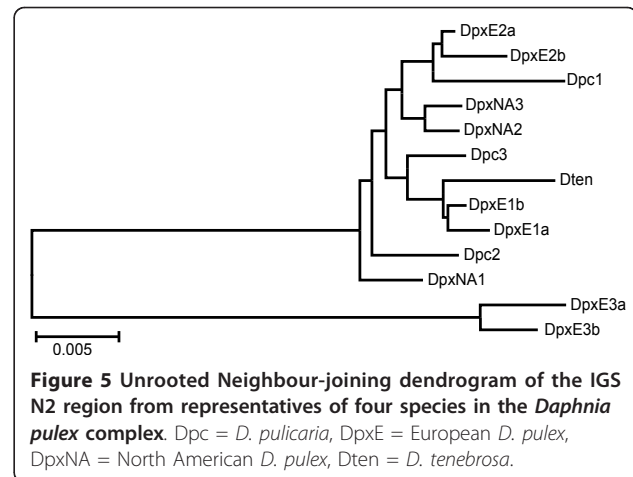 DpxE2a
DpxE2b
Dpc1
DpxNA3
DpxNA2
Dpc3
Dten
DpxE1b
DpxE1a
Dpc2
DpxNA1
DpxE3a
DpxE3b
0.005
Figure 5 Unrooted Neighbour-joining dendrogram of the IGS
N2 region from representatives of four species in the Daphnia
pulex complex. Dpc = D. pulicaria, DpxE = European D. pulex,
DpxNA = North American D. pulex, Dten = D. tenebrosa.